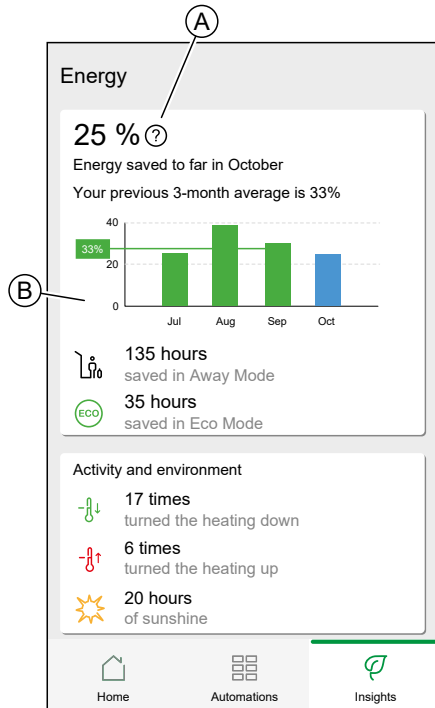 A
Energy
25 % ?
Energy saved to far in October
Your previous 3-month average is 33%
40
33%
20
B
0
Jul Aug Sep Oct
135 hours
saved in Away Mode
ECO
35 hours
saved in Eco Mode
Activity and environment
17 times
turned the heating down
6 times
turned the heating up
20 hours
of sunshine
Home Automations Insights